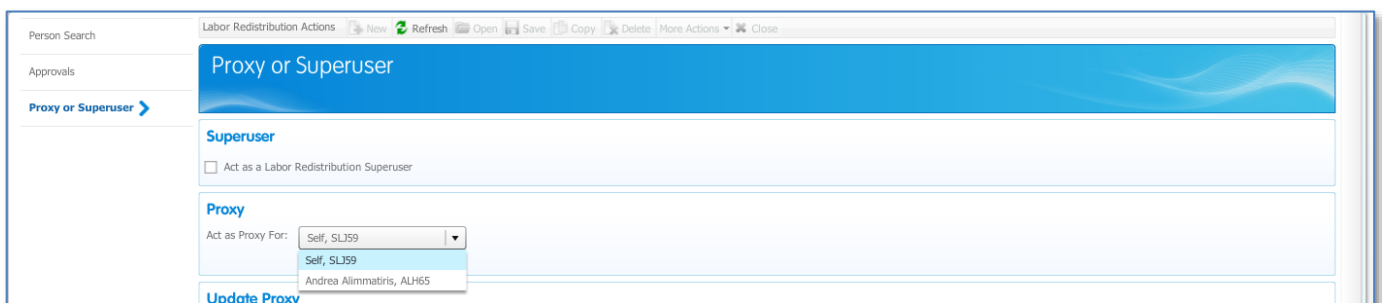 Person Search
Approvals
Proxy or Superuser
Labor Redistribution Actions New Refresh Open Save Copy Delete More Actions Close
Proxy or Superuser
Superuser
Act as a Labor Redistribution Superuser
Proxy
Act as Proxy For: Self, SLJ59
Self, SLJ59
Andrea Alimmatiris, ALH65
Update Proxy